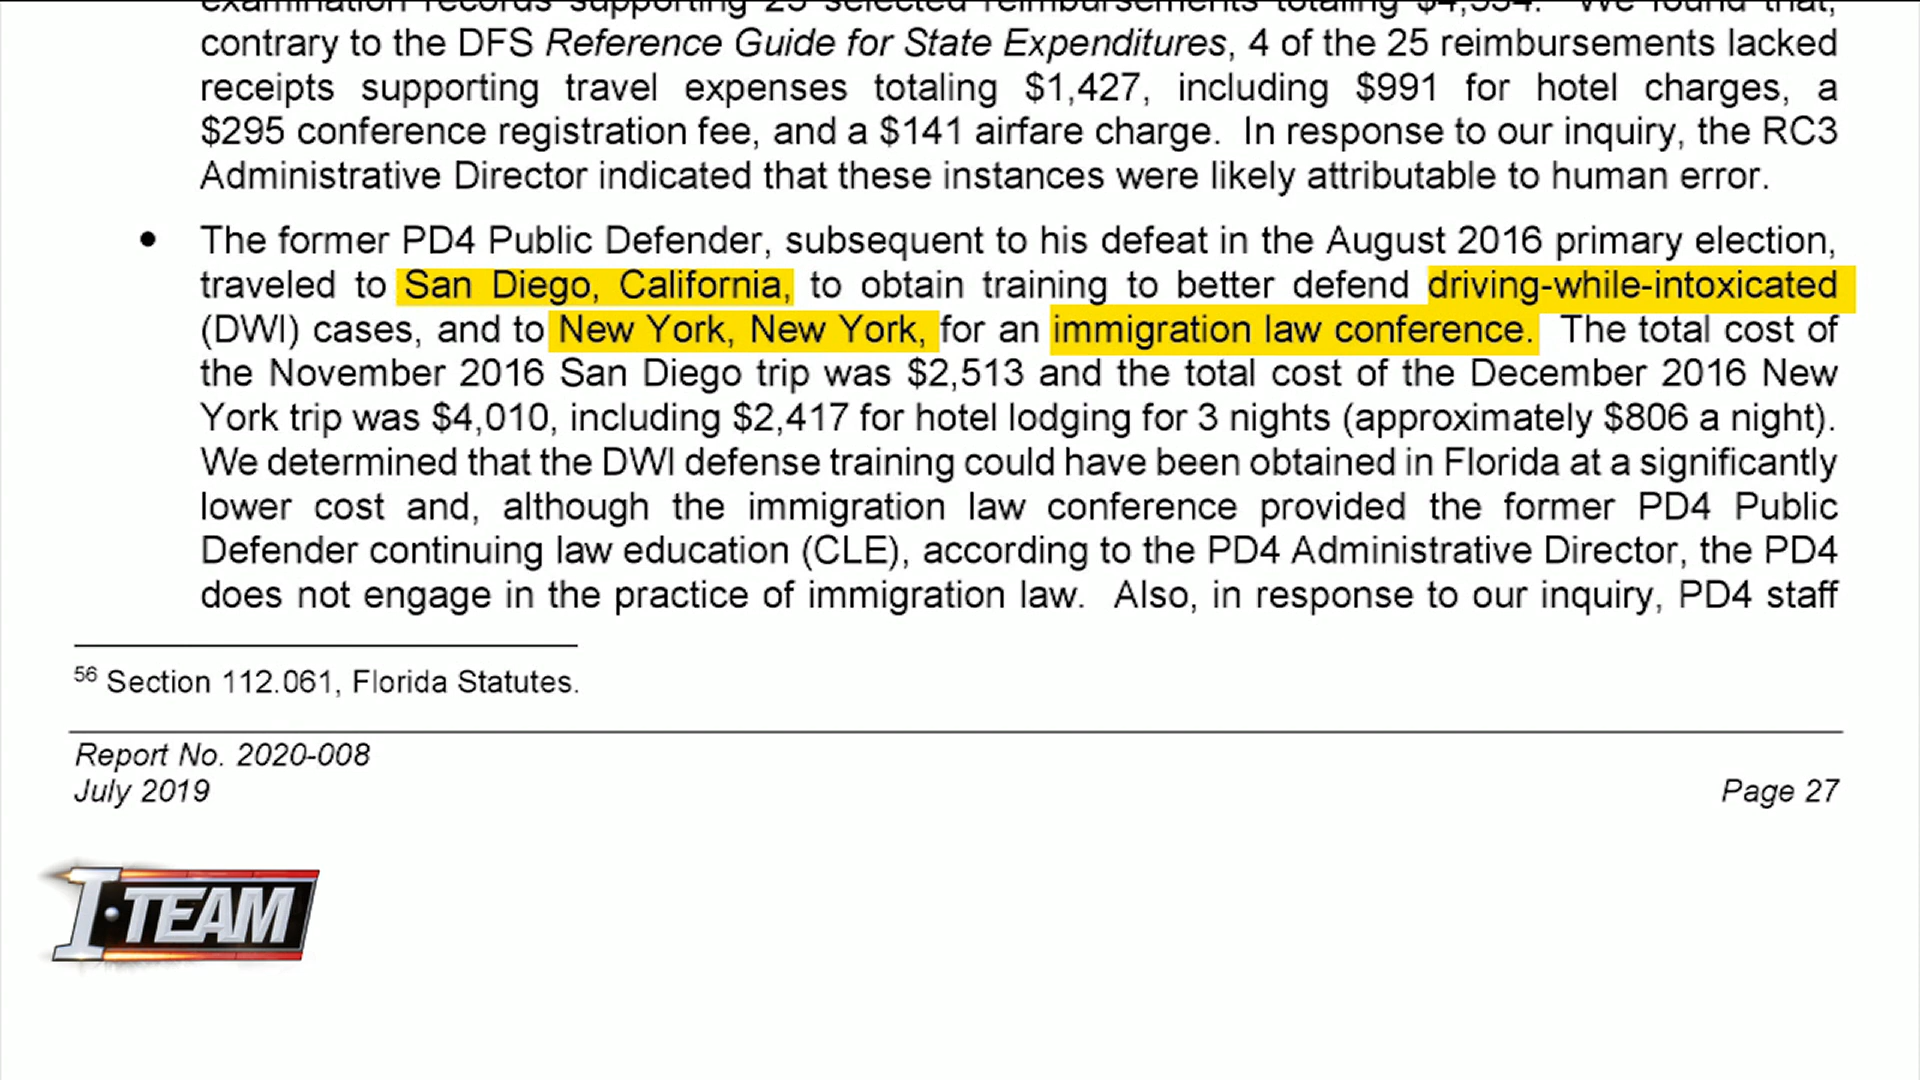 examination records supporting 25 selected reimbursements totaling $4,554. We found that,
contrary to the DFS Reference Guide for State Expenditures, 4 of the 25 reimbursements lacked
receipts supporting travel expenses totaling $1,427, including $991 for hotel charges, a
$295 conference registration fee, and a $141 airfare charge. In response to our inquiry, the RC3
Administrative Director indicated that these instances were likely attributable to human error.
• The former PD4 Public Defender, subsequent to his defeat in the August 2016 primary election,
traveled to San Diego, California, to obtain training to better defend driving-while-intoxicated
(DWI) cases, and to New York, New York, for an immigration law conference. The total cost of
the November 2016 San Diego trip was $2,513 and the total cost of the December 2016 New
York trip was $4,010, including $2,417 for hotel lodging for 3 nights (approximately $806 a night).
We determined that the DWI defense training could have been obtained in Florida at a significantly
lower cost and, although the immigration law conference provided the former PD4 Public
Defender continuing law education (CLE), according to the PD4 Administrative Director, the PD4
does not engage in the practice of immigration law. Also, in response to our inquiry, PD4 staff
56 Section 112.061, Florida Statutes.
Report No. 2020-008
July 2019
Page 27
I·TEAM